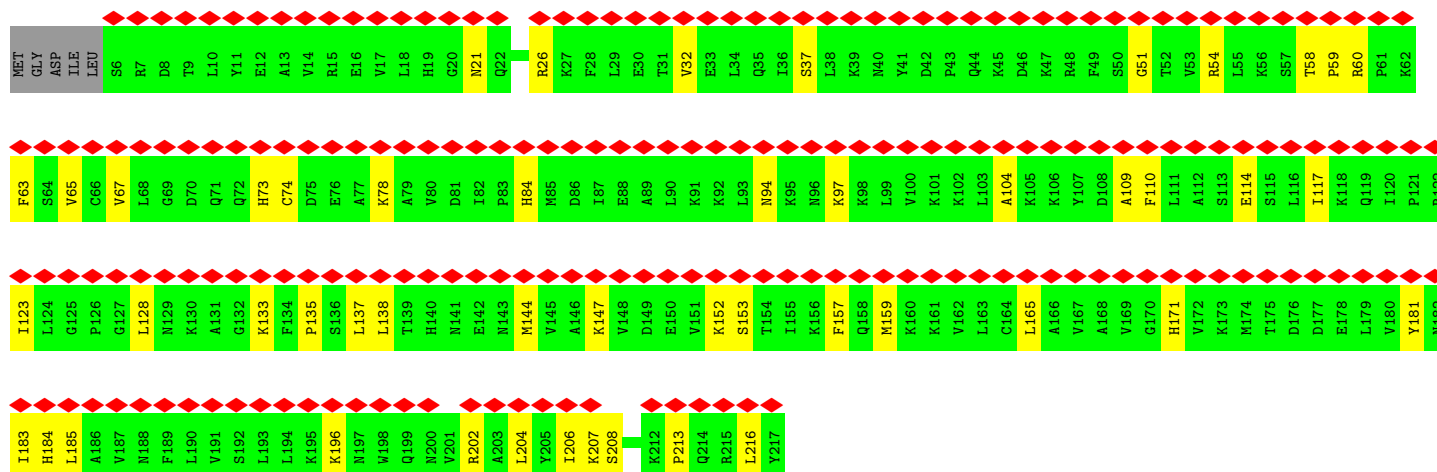 MET GLY ASP ILE LEU S6 R7 D8 T9 L10 Y11 E12 A13 V14 R15 E16 V17 L18 H19 G20 N21 Q22 R26 K27 F28 L29 E30 T31 V32 E33 L34 Q35 I36 S37 L38 K39 N40 Y41 D42 P43 Q44 K45 D46 K47 R48 F49 S50 G51 T52 V53 R54 L55 K56 S57 T58 P59 R60 P61 K62
F63 S64 V65 C66 V67 L68 G69 D70 Q71 Q72 H73 C74 D75 E76 A77 K78 A79 V80 D81 I82 P83 H84 M85 D86 I87 E88 A89 L90 K91 K92 L93 N94 K95 N96 K97 K98 L99 V100 K101 K102 L103 A104 K105 K106 Y107 D108 A109 F110 L111 A112 S113 E114 S115 L116 I117 K118 Q119 I120 P121
I123 L124 G125 P126 G127 L128 N129 K130 A131 G132 K133 F134 P135 S136 L137 L138 T139 H140 N141 E142 N143 M144 V145 A146 K147 V148 D149 E150 V151 K152 S153 T154 I155 K156 F157 Q158 M159 K160 K161 V162 L163 C164 L165 A166 V167 A168 V169 G170 H171 V172 K173 M174 T175 D176 D177 E178 L179 V180 Y181
I183 H184 L185 A186 V187 N188 F189 L190 V191 S192 L193 L194 K195 K196 N197 W198 Q199 N200 V201 R202 A203 L204 Y205 I206 K207 S208 K212 P213 Q214 R215 L216 Y217